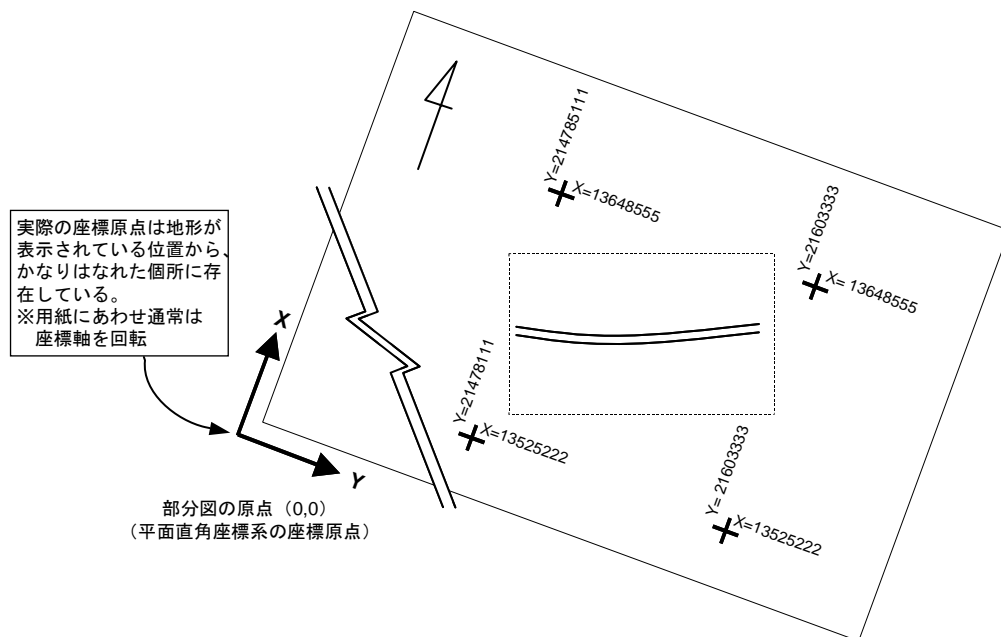 Y=214785111
X=13648555
Y=21603333
X= 13648555
実際の座標原点は地形が
表示されている位置から、
かなりはなれた個所に存
在している。
※用紙にあわせ通常は
座標軸を回転
X
Y
Y=21478111
X=13525222
Y= 21603333
X=13525222
部分図の原点（0,0）
（平面直角座標系の座標原点）